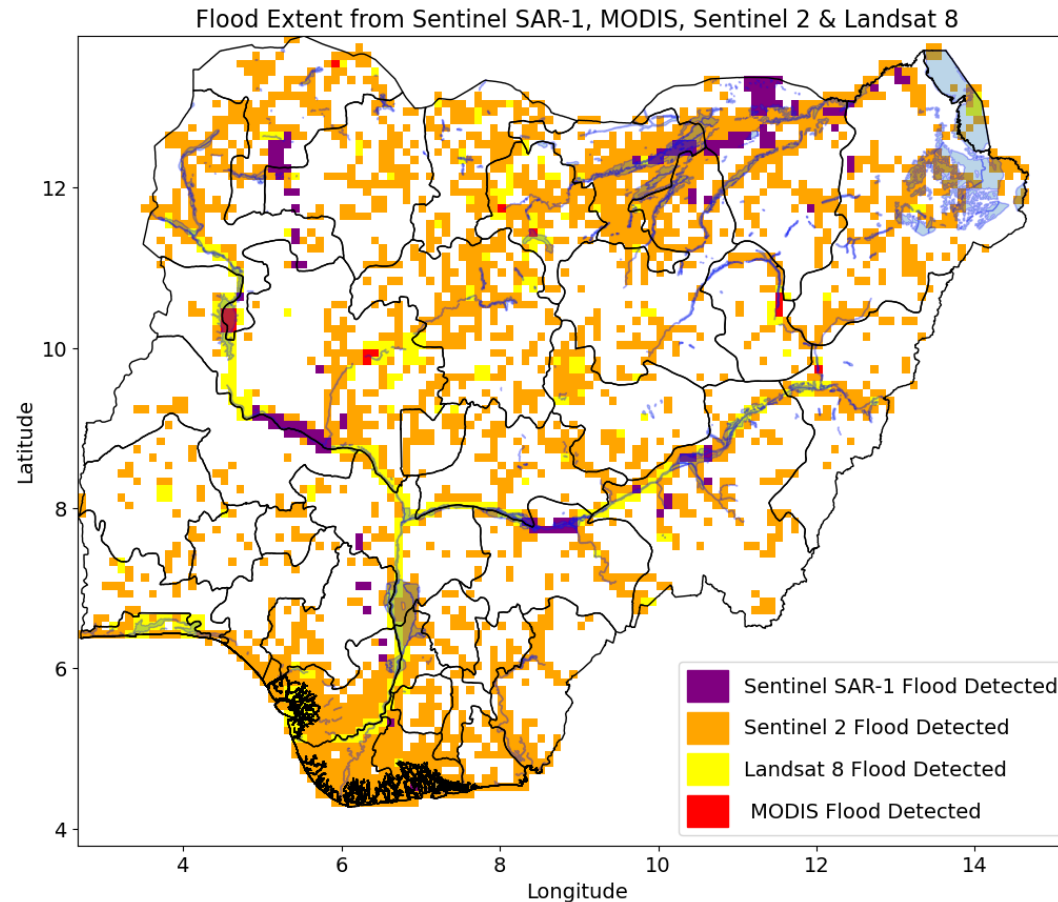 Flood Extent from Sentinel SAR-1, MODIS, Sentinel 2 & Landsat 8
Latitude
12
10
8
6
4
Sentinel SAR-1 Flood Detected
Sentinel 2 Flood Detected
Landsat 8 Flood Detected
MODIS Flood Detected
4 6 8 10 12 14
Longitude